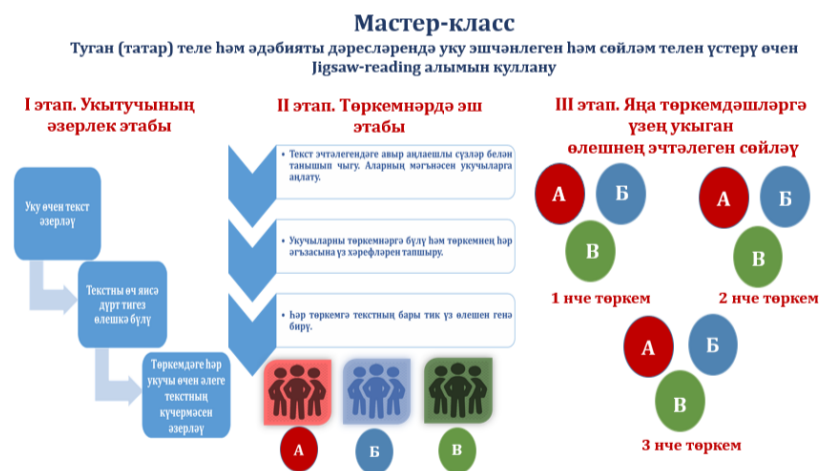 Мастер-класс
Туган (татар) теле һәм әдәбияты дәресләрендә уку эшчәнлеген һәм сөйләм телен үстерү өчен
Jigsaw-reading алымын куллану
I этап. Укытучының
әзерлек этабы
Уку өчен текст
әзерләү
Текстны өч яисә
дүрт тигез
өлешкә бүлү
Төркемдәге һәр
укучы өчен әлеге
текстның
күчермәсен
әзерләү
II этап. Төркемнәрдә эш
этабы
• Текст эчтәлегендәге авыр аңлаешлы сүзләр белән
танышып чыгу. Аларның мәгънәсен укучыларга
аңлату.
• Укучыларны төркемнәргә бүлү һәм төркемнең һәр
әгъзасына үз хәрефләрен тапшыру.
• Һәр төркемгә текстның бары тик үз өлешен генә
бирү.
А
Б
В
III этап. Яңа төркемдәшләргә
үзең укыган
өлешнең эчтәлеген сөйләү
А
Б
В
1 нче төркем
А
Б
В
2 нче төркем
А
Б
В
3 нче төркем